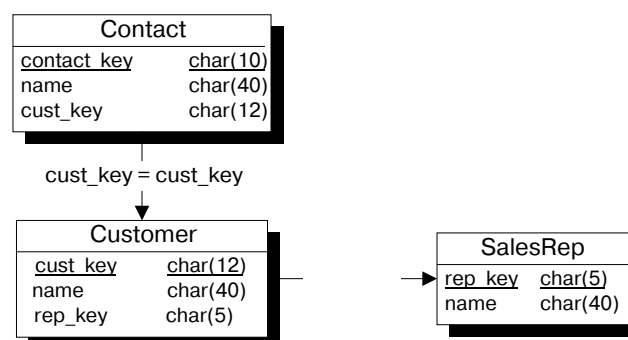 Contact
contact_key char(10)
name char(40)
cust_key char(12)
cust_key = cust_key
Customer
cust_key char(12)
name char(40)
rep_key char(5)
SalesRep
rep_key char(5)
name char(40)